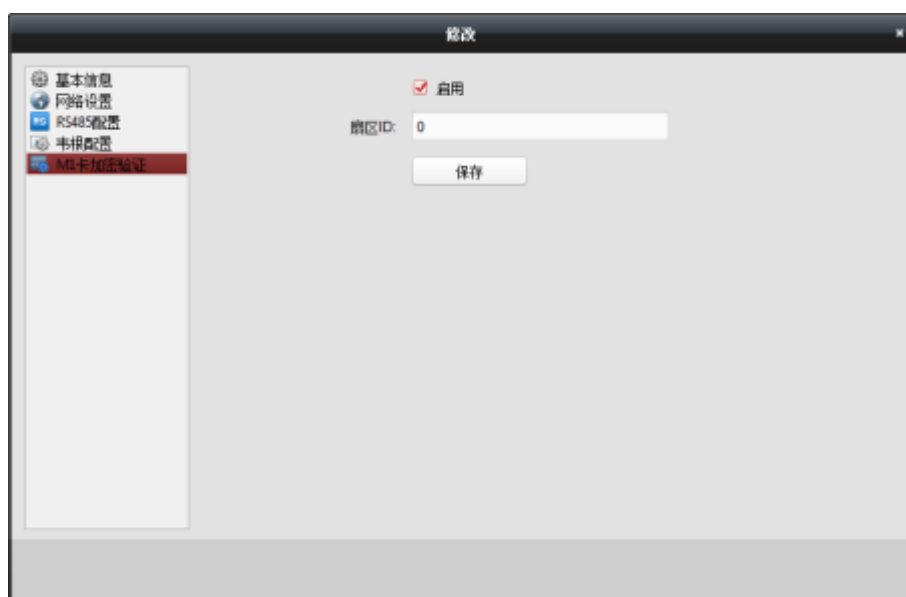 修改
基本信息
网络设置
RS485配置
韦根配置
M1卡加密验证
启用
扇区ID: 0
保存